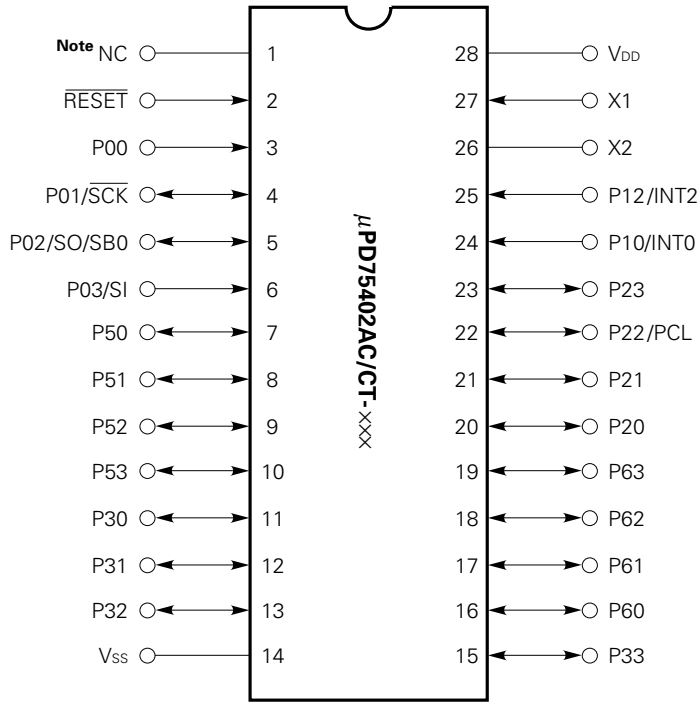 Note NC 1 28 VDD
RESET 2 27 X1
P00 3 26 X2
P01/SCK 4 25 P12/INT2
P02/SO/SB0 5 24 P10/INT0
P03/SI 6 23 P23
P50 7 22 P22/PCL
P51 8 21 P21
P52 9 20 P20
P53 10 19 P63
P30 11 18 P62
P31 12 17 P61
P32 13 16 P60
VSS 14 15 P33
μPD75402AC/CT-×××